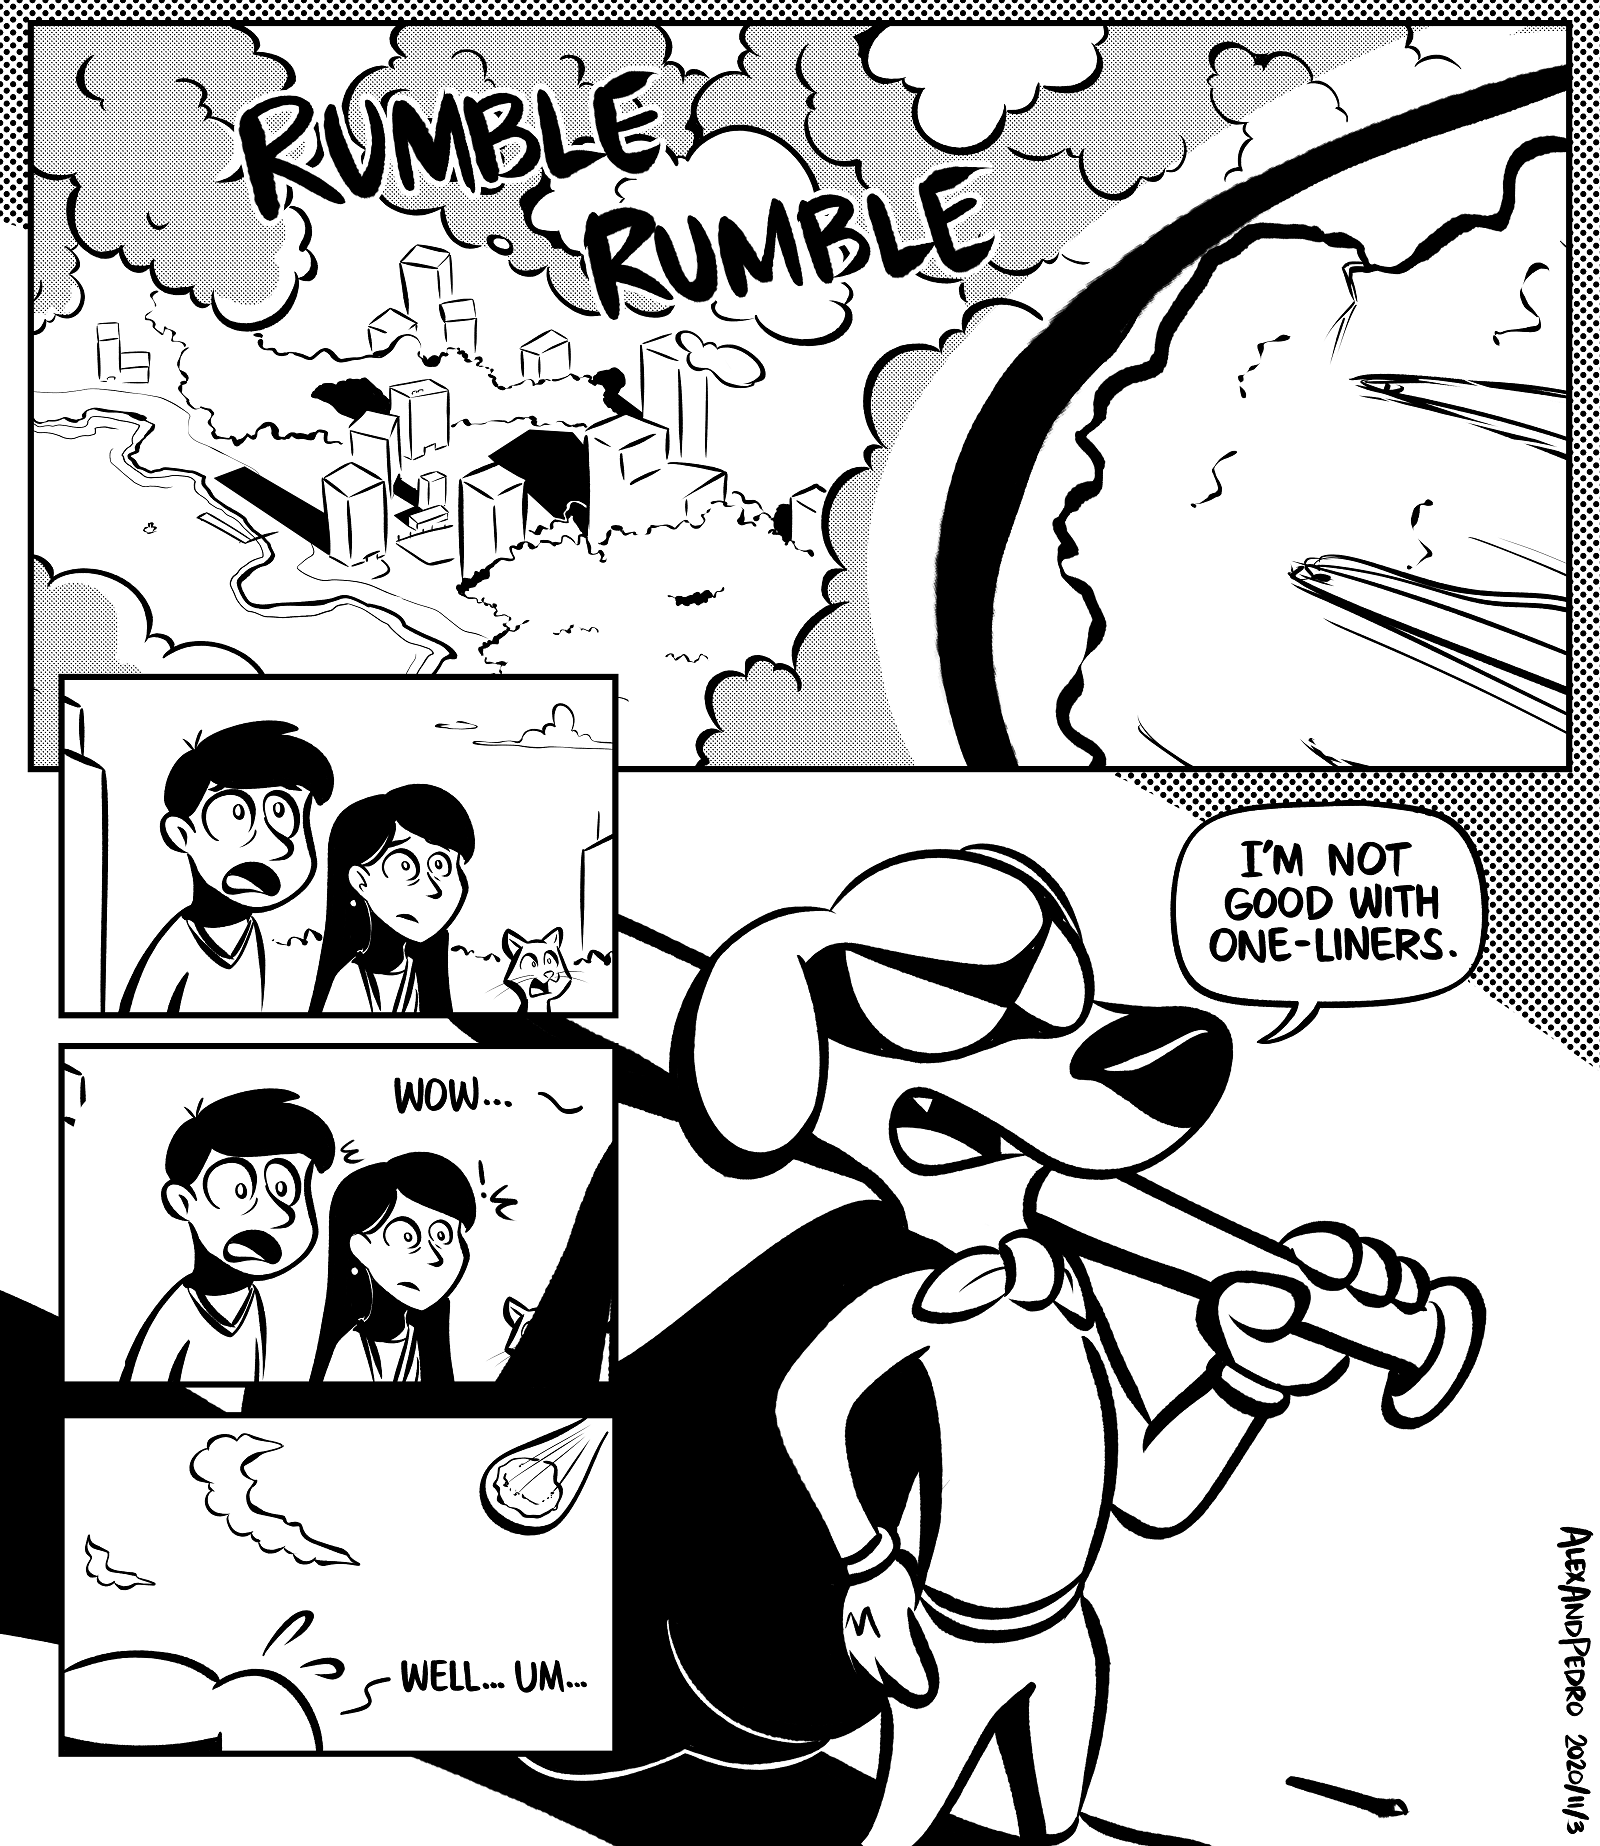 RUMBLE
RUMBLE
WOW...
WELL... UM...
I'M NOT
GOOD WITH
ONE-LINERS.
ALEXANDPEDRO 2020/11/3